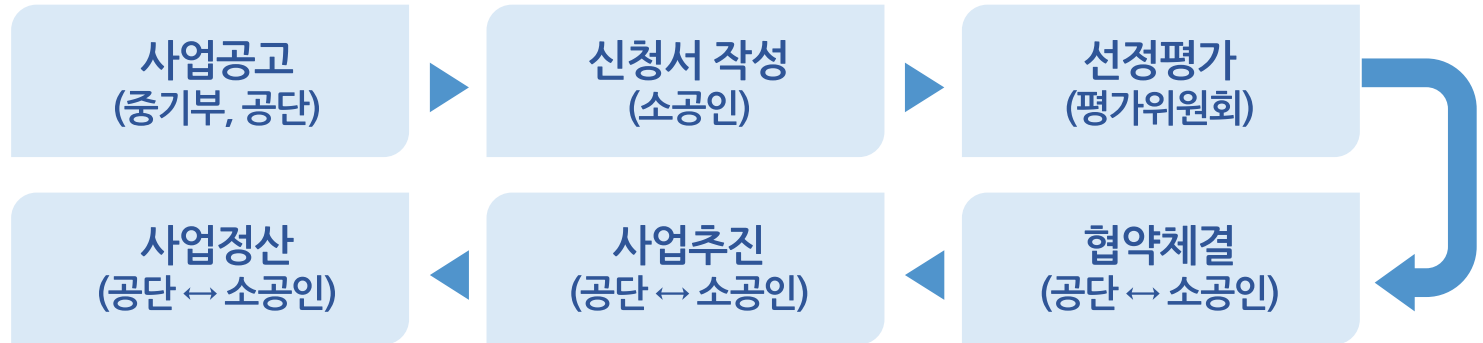 사업공고
(중기부, 공단)
신청서 작성
(소공인)
선정평가
(평가위원회)
협약체결
(공단 ↔ 소공인)
사업추진
(공단 ↔ 소공인)
사업정산
(공단 ↔ 소공인)